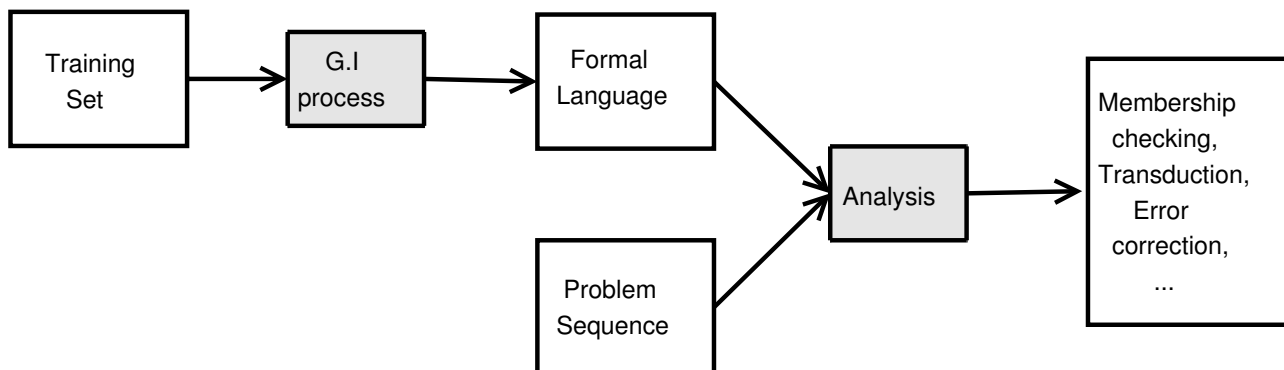 Training
Set
G.I
process
Formal
Language
Problem
Sequence
Analysis
Membership
checking,
Transduction,
Error
correction,
...